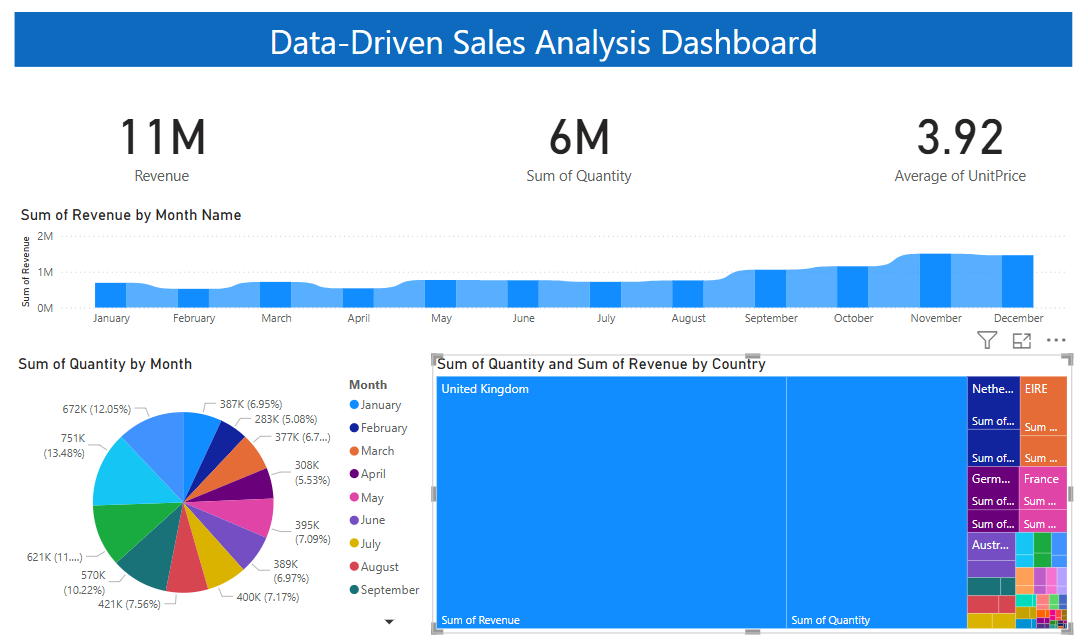 Data-Driven Sales Analysis Dashboard
11M
Revenue
6M
Sum of Quantity
3.92
Average of UnitPrice
Sum of Revenue by Month Name
Sum of Revenue
2M
1M
0M
January February March April May June July August September October November December
Sum of Quantity by Month
387K (6.95%)
283K (5.08%)
377K (6.7...)
308K
(5.53%)
395K
(7.09%)
389K
(6.97%)
400K (7.17%)
421K (7.56%)
570K
(10.22%)
621K (11....)
751K
(13.48%)
672K (12.05%)
Month
January
February
March
April
May
June
July
August
September
Sum of Quantity and Sum of Revenue by Country
United Kingdom
Sum of Revenue
Sum of Quantity
Nethe...
Sum of...
Sum of...
EIRE
Sum ...
Sum ...
Germ...
Sum of...
Sum of...
France
Sum ...
Sum ...
Austr...